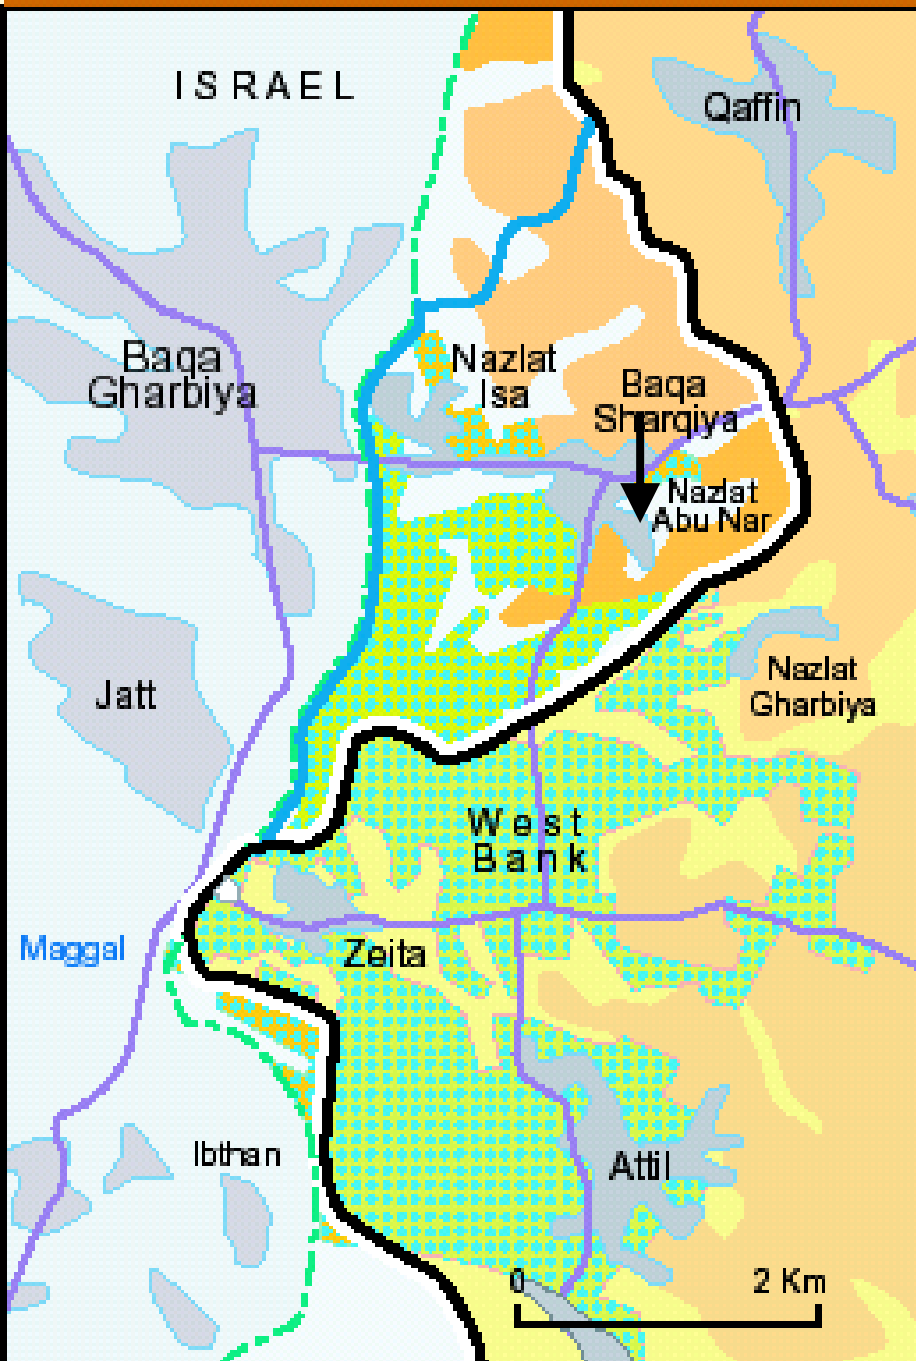 ISRAEL
Qaffin
Baqa
Gharbiya
Nazlat
Isa
Baqa
Sharqiya
Nazlat
Abu Nar
Jatt
Nazlat
Gharbiya
West
Bank
Maggal
Zeita
Ibthan
Attil
0 2 Km